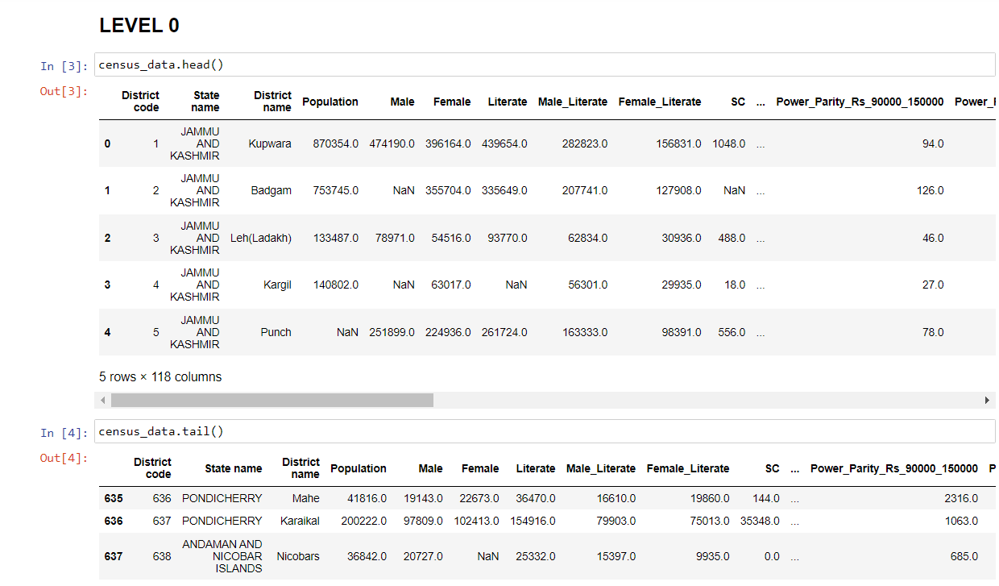 LEVEL 0
In [3]: census_data.head()
Out[3]:
District code State name District name Population Male Female Literate Male_Literate Female_Literate SC ... Power_Parity_Rs_90000_150000 Power_F
0 1 JAMMU AND KASHMIR Kupwara 870354.0 474190.0 396164.0 439654.0 282823.0 156831.0 1048.0 ... 94.0
1 2 JAMMU AND KASHMIR Badgam 753745.0 NaN 355704.0 335649.0 207741.0 127908.0 NaN ... 126.0
2 3 JAMMU AND KASHMIR Leh(Ladakh) 133487.0 78971.0 54516.0 93770.0 62834.0 30936.0 488.0 ... 46.0
3 4 JAMMU AND KASHMIR Kargil 140802.0 NaN 63017.0 NaN 56301.0 29935.0 18.0 ... 27.0
4 5 JAMMU AND KASHMIR Punch NaN 251899.0 224936.0 261724.0 163333.0 98391.0 556.0 ... 78.0
5 rows × 118 columns
In [4]: census_data.tail()
Out[4]:
District code State name District name Population Male Female Literate Male_Literate Female_Literate SC ... Power_Parity_Rs_90000_150000 P
635 636 PONDICHERRY Mahe 41816.0 19143.0 22673.0 36470.0 16610.0 19860.0 144.0 ... 2316.0
636 637 PONDICHERRY Karaikal 200222.0 97809.0 102413.0 154916.0 79903.0 75013.0 35348.0 ... 1063.0
637 638 ANDAMAN AND NICOBAR ISLANDS Nicobars 36842.0 20727.0 NaN 25332.0 15397.0 9935.0 0.0 ... 685.0